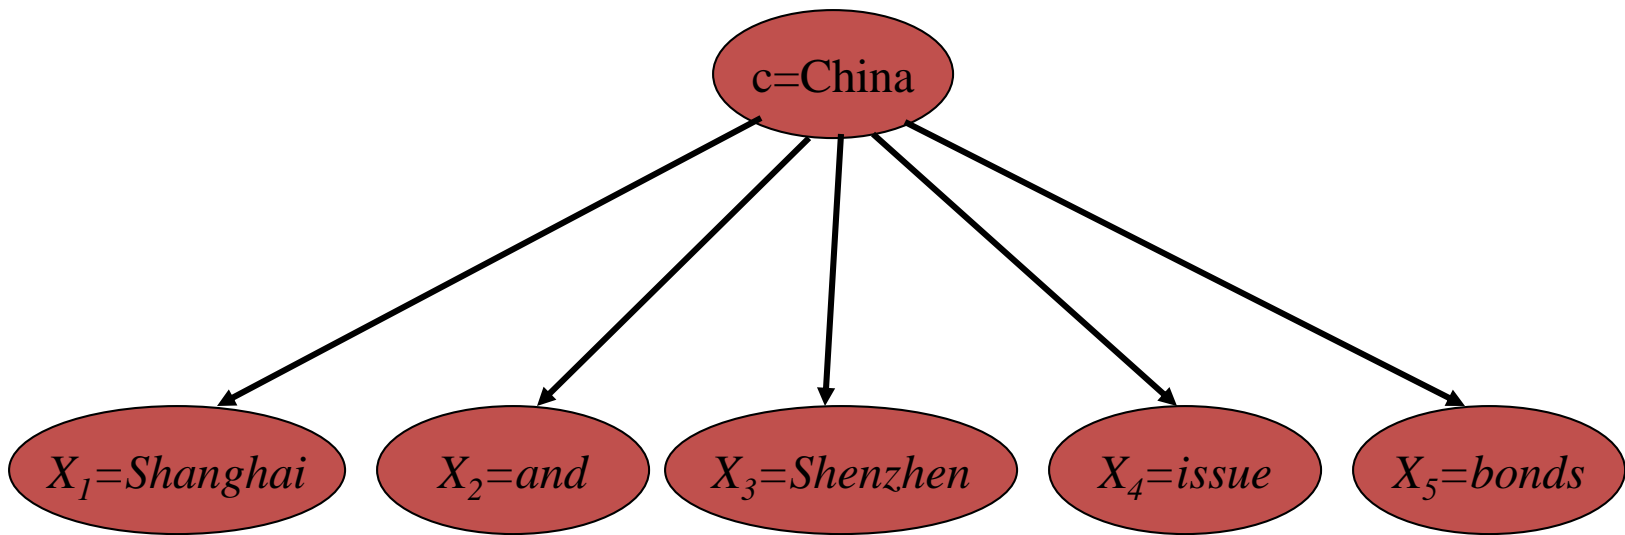 c=China
X₁=Shanghai
X₂=and
X₃=Shenzhen
X₄=issue
X₅=bonds